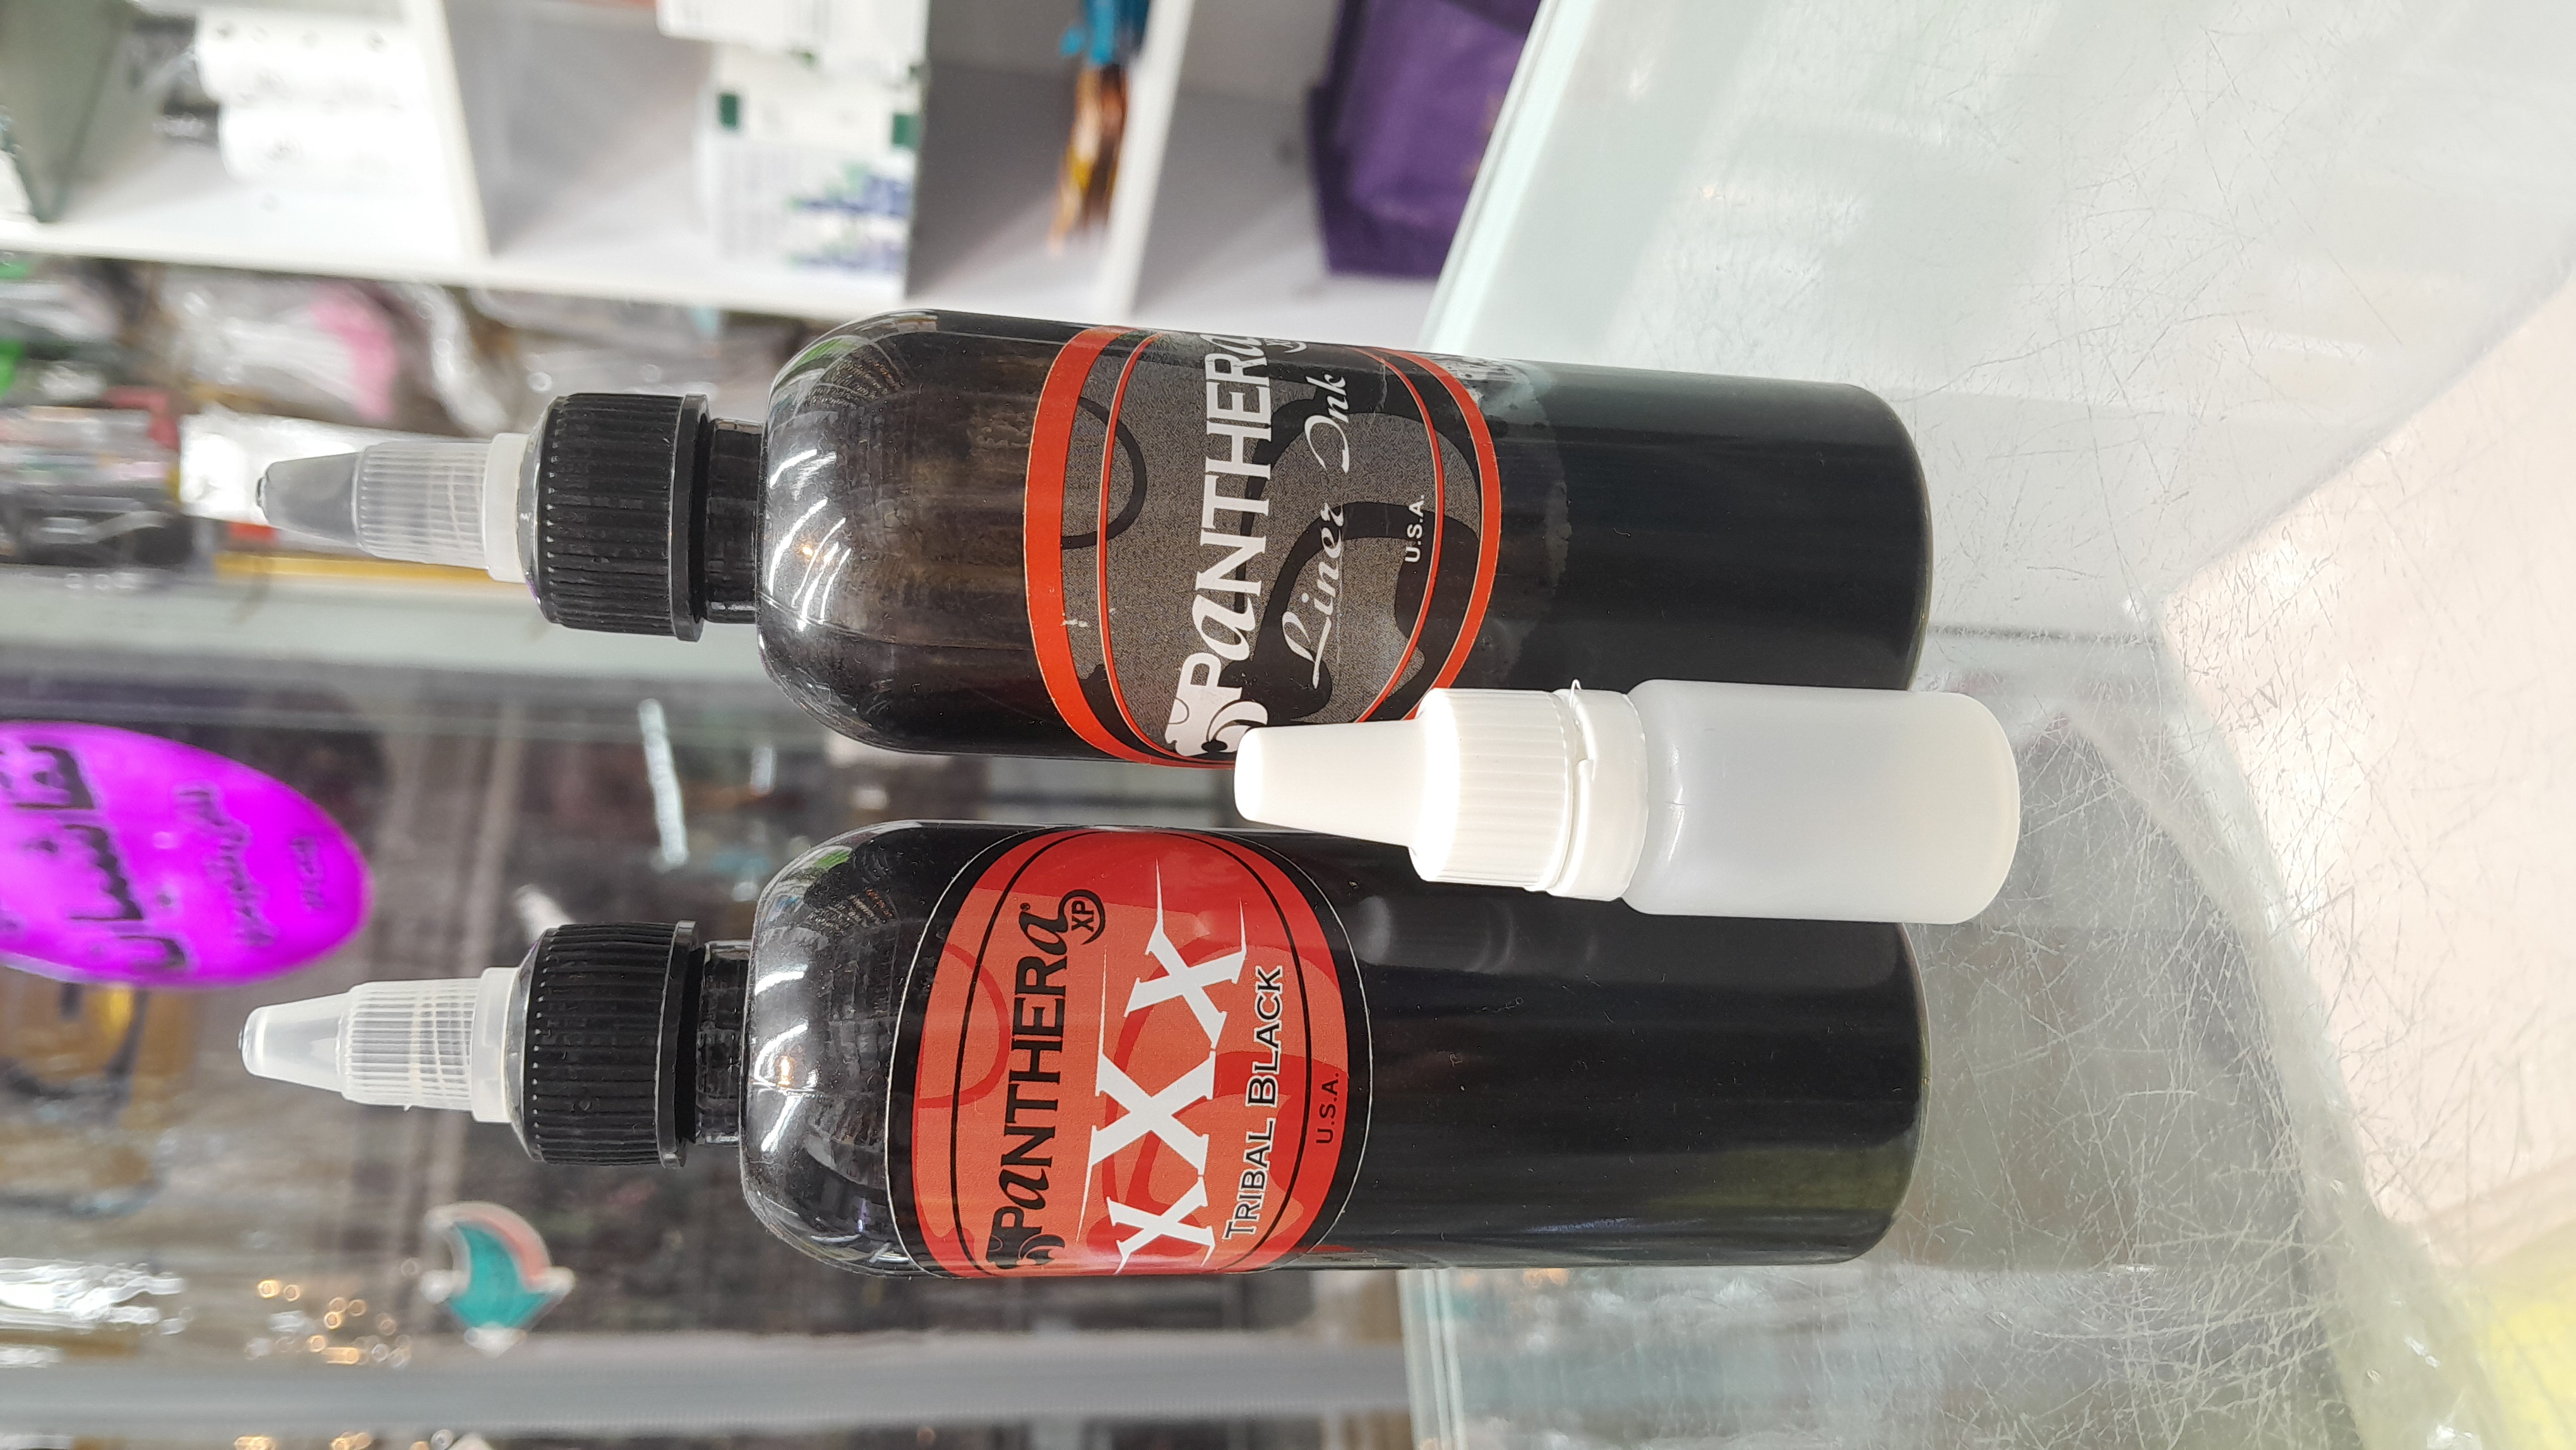 PANTHERA
XP
XXX
TRIBAL BLACK
U.S.A.
PANTHERA
Liner Ink
U.S.A.